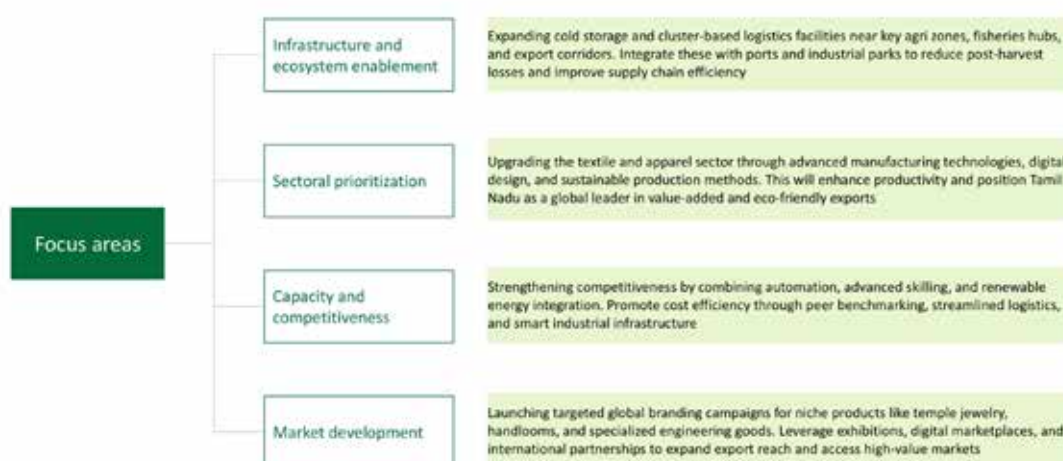 Focus areas
Infrastructure and
ecosystem enablement
Expanding cold storage and cluster-based logistics facilities near key agri zones, fisheries hubs,
and export corridors. Integrate these with ports and industrial parks to reduce post-harvest
losses and improve supply chain efficiency
Sectoral prioritization
Upgrading the textile and apparel sector through advanced manufacturing technologies, digital
design, and sustainable production methods. This will enhance productivity and position Tamil
Nadu as a global leader in value-added and eco-friendly exports
Capacity and
competitiveness
Strengthening competitiveness by combining automation, advanced skilling, and renewable
energy integration. Promote cost efficiency through peer benchmarking, streamlined logistics,
and smart industrial infrastructure
Market development
Launching targeted global branding campaigns for niche products like temple jewelry,
handlooms, and specialized engineering goods. Leverage exhibitions, digital marketplaces, and
international partnerships to expand export reach and access high-value markets